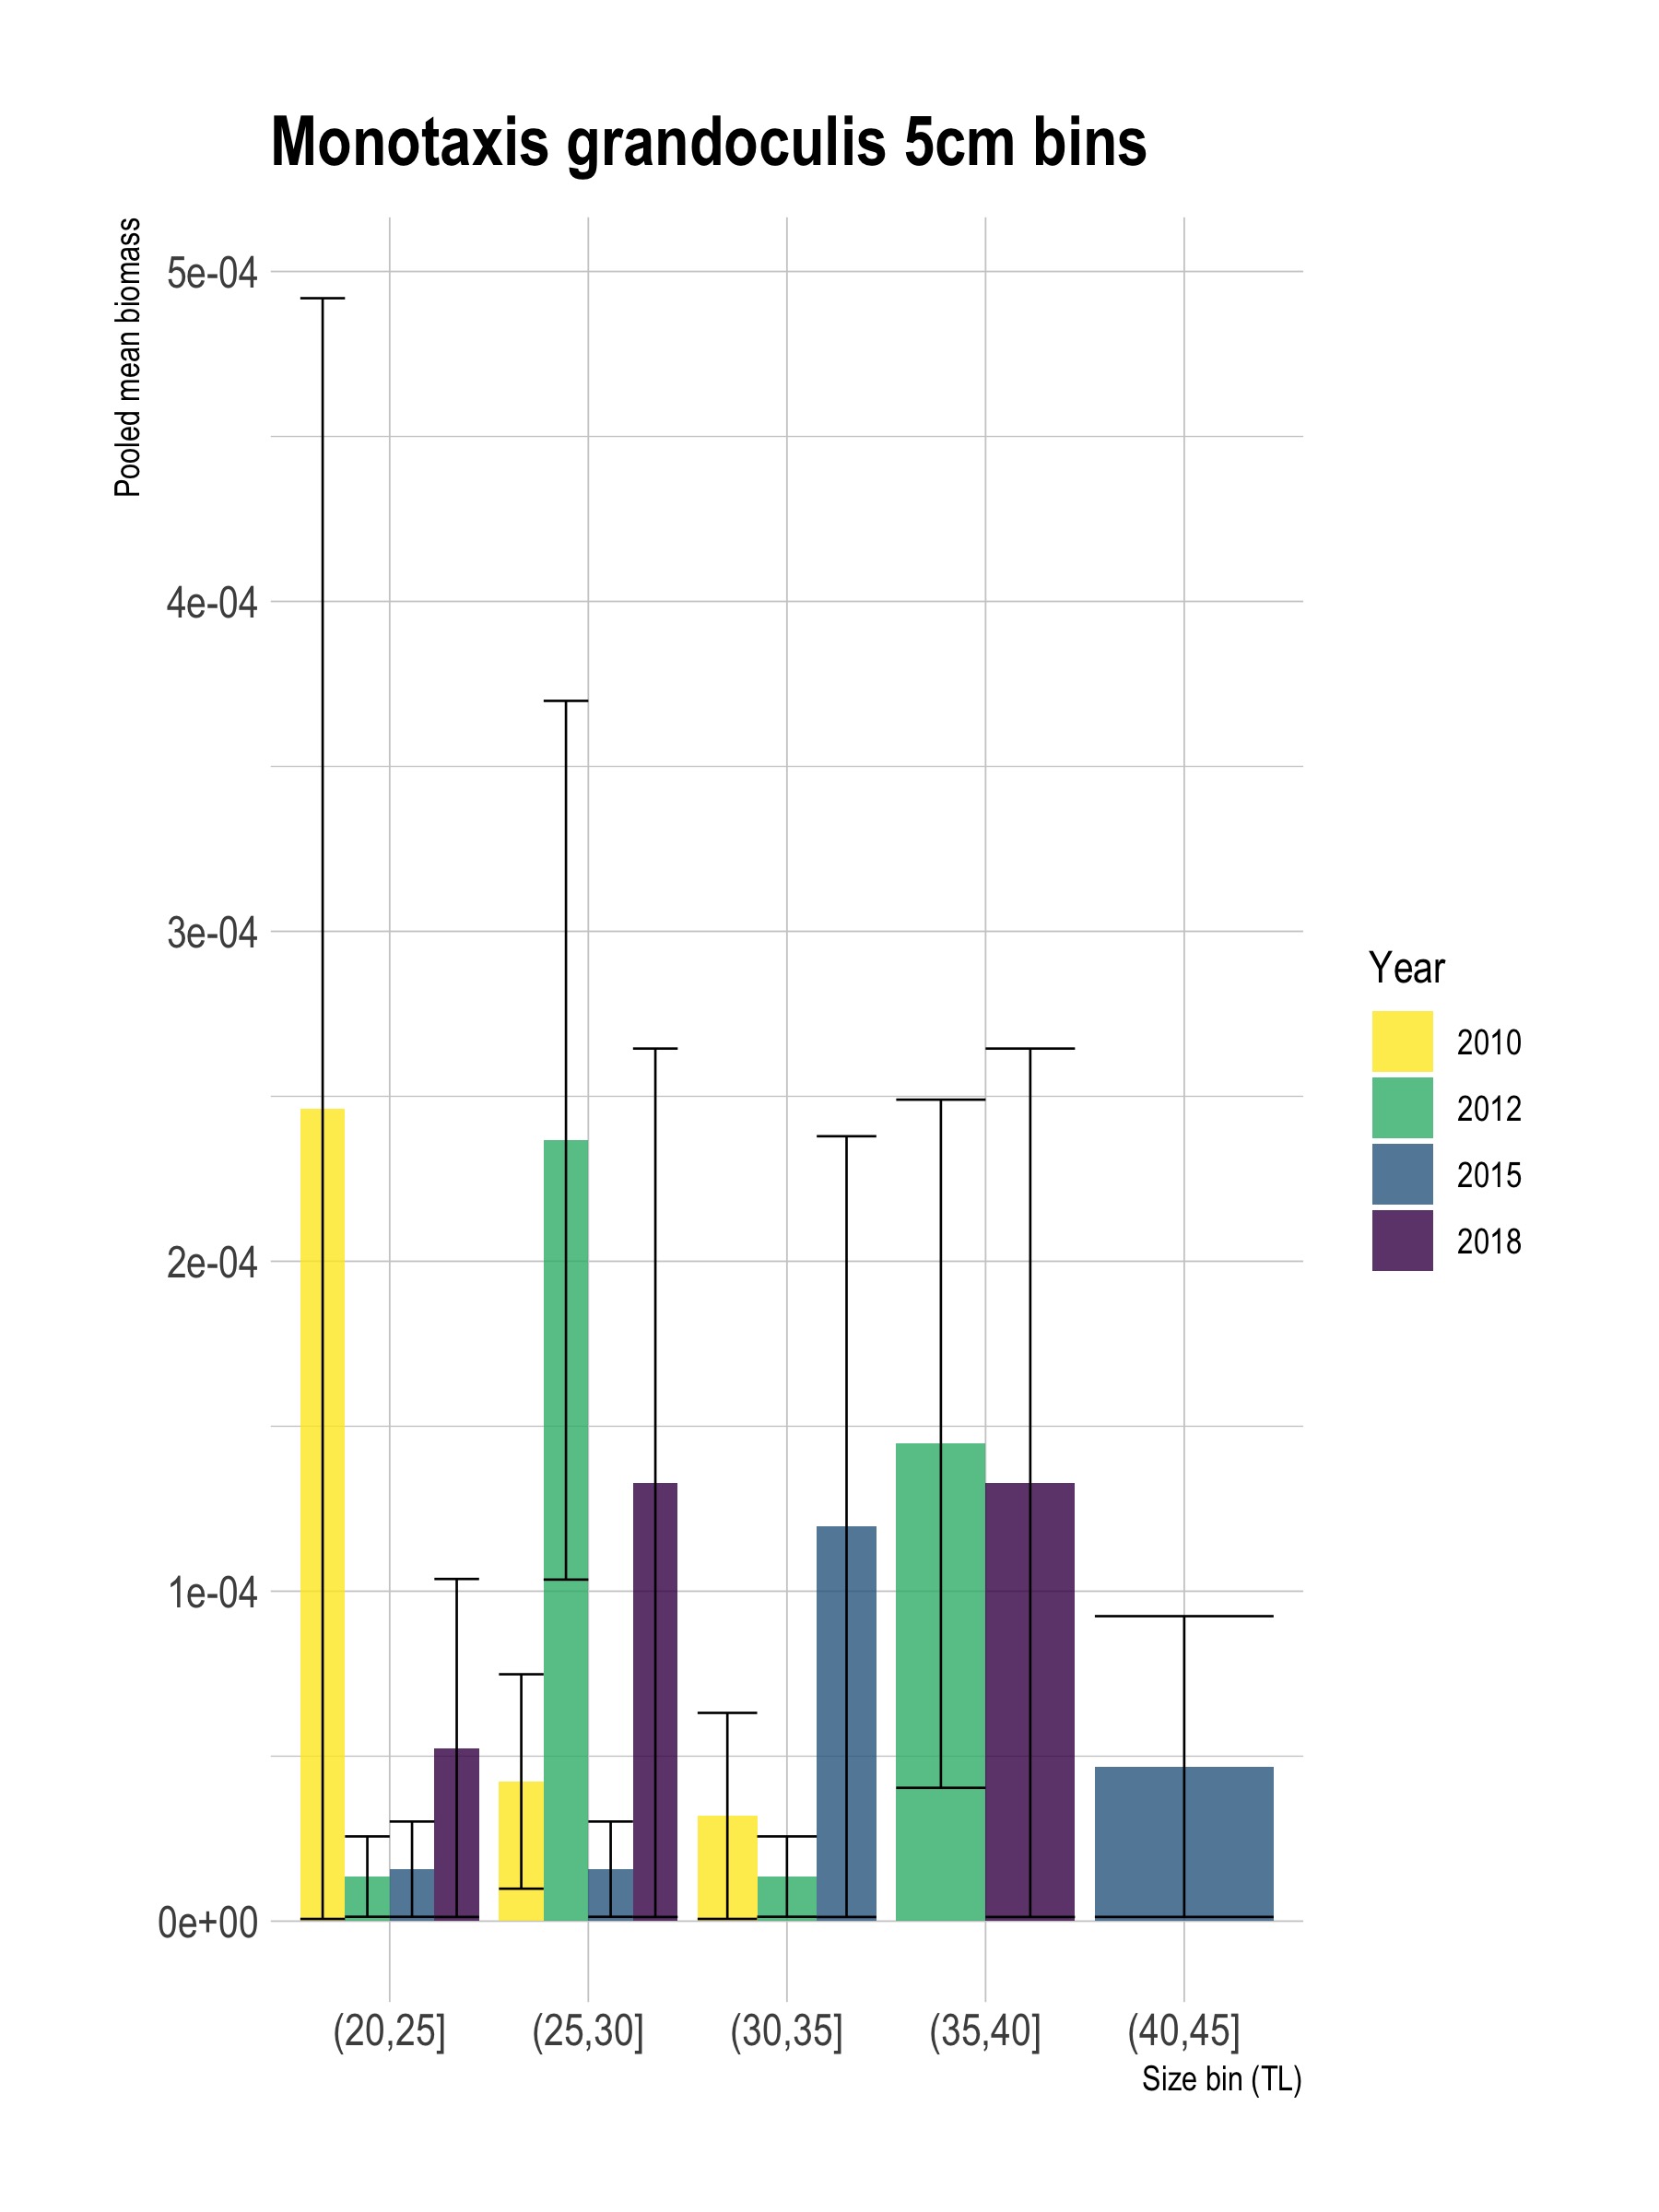 Monotaxis grandoculis 5cm bins
Pooled mean biomass
5e-04
4e-04
3e-04
2e-04
1e-04
0e+00
(20,25]
(25,30]
(30,35]
(35,40]
(40,45]
Size bin (TL)
Year
2010
2012
2015
2018